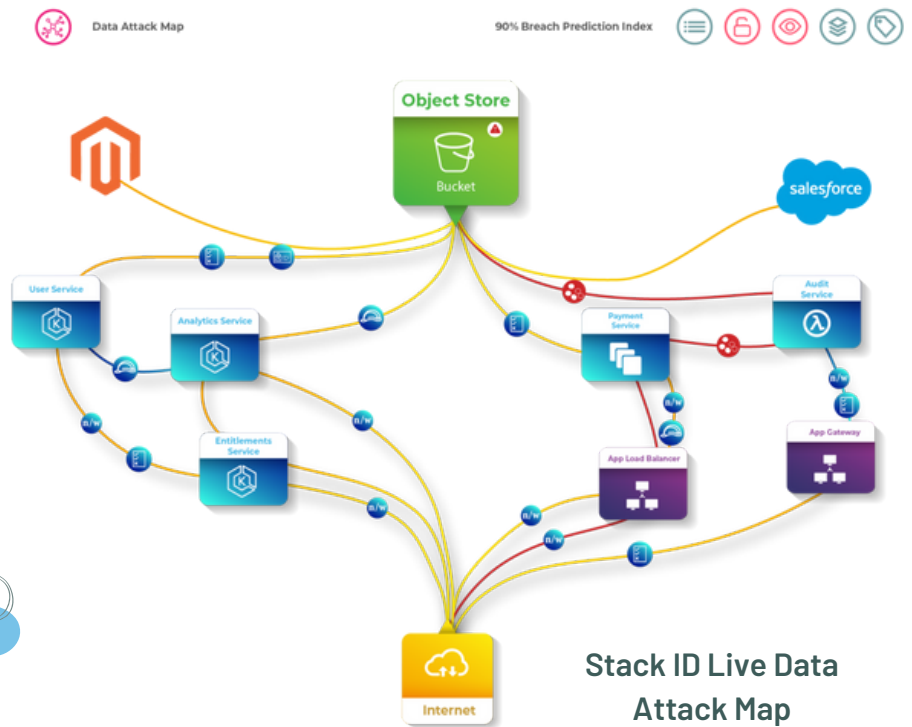 Data Attack Map
90% Breach Prediction Index
Object Store
Bucket
salesforce
User Service
Analytics Service
Audit
Service
Payment
Service
n/w
n/w
n/w
n/w
Entitlements
Service
App Load Balancer
App Gateway
n/w
n/w
n/w
Internet
Stack ID Live Data
Attack Map